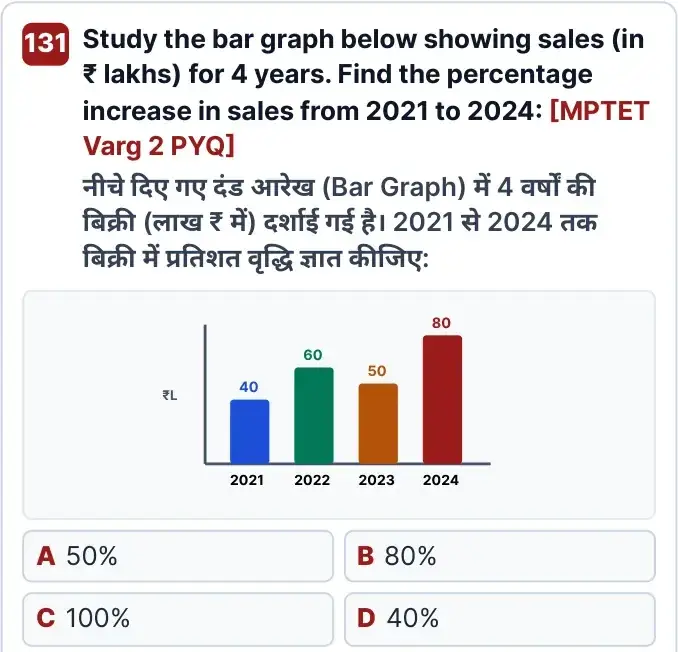 131 Study the bar graph below showing sales (in
₹ lakhs) for 4 years. Find the percentage
increase in sales from 2021 to 2024: [MPTET
Varg 2 PYQ]
नीचे दिए गए दंड आरेख (Bar Graph) में 4 वर्षों की
बिक्री (लाख ₹ में) दर्शाई गई है। 2021 से 2024 तक
बिक्री में प्रतिशत वृद्धि ज्ञात कीजिए:
80
60
50
40
₹L
2021 2022 2023 2024
A 50% B 80%
C 100% D 40%